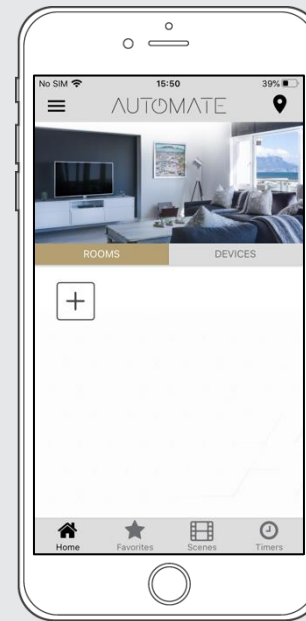 No SIM 15:50 39%
AUTOMATE
ROOMS DEVICES
Home Favorites Scenes Timers